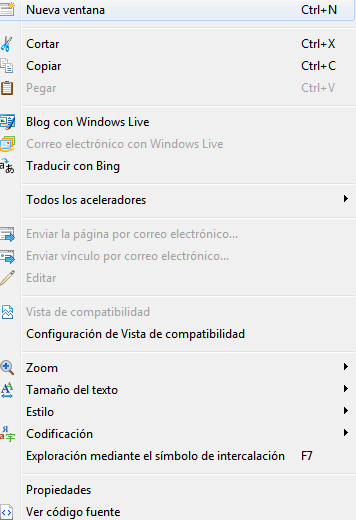 Nueva ventana Ctrl+N
Cortar Ctrl+X
Copiar Ctrl+C
Pegar Ctrl+V
Blog con Windows Live
Correo electrónico con Windows Live
Traducir con Bing
Todos los aceleradores
Enviar la página por correo electrónico...
Enviar vínculo por correo electrónico...
Editar
Vista de compatibilidad
Configuración de Vista de compatibilidad
Zoom
Tamaño del texto
Estilo
Codificación
Exploración mediante el símbolo de intercalación F7
Propiedades
Ver código fuente